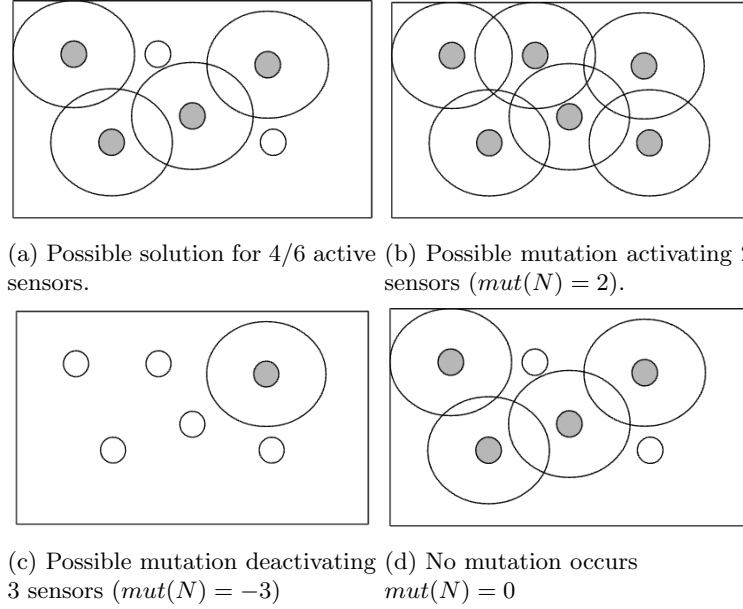 (a) Possible solution for 4/6 active
sensors.
(b) Possible mutation activating
sensors (mut(N) = 2).
(c) Possible mutation deactivating
3 sensors (mut(N) = −3)
(d) No mutation occurs
mut(N) = 0